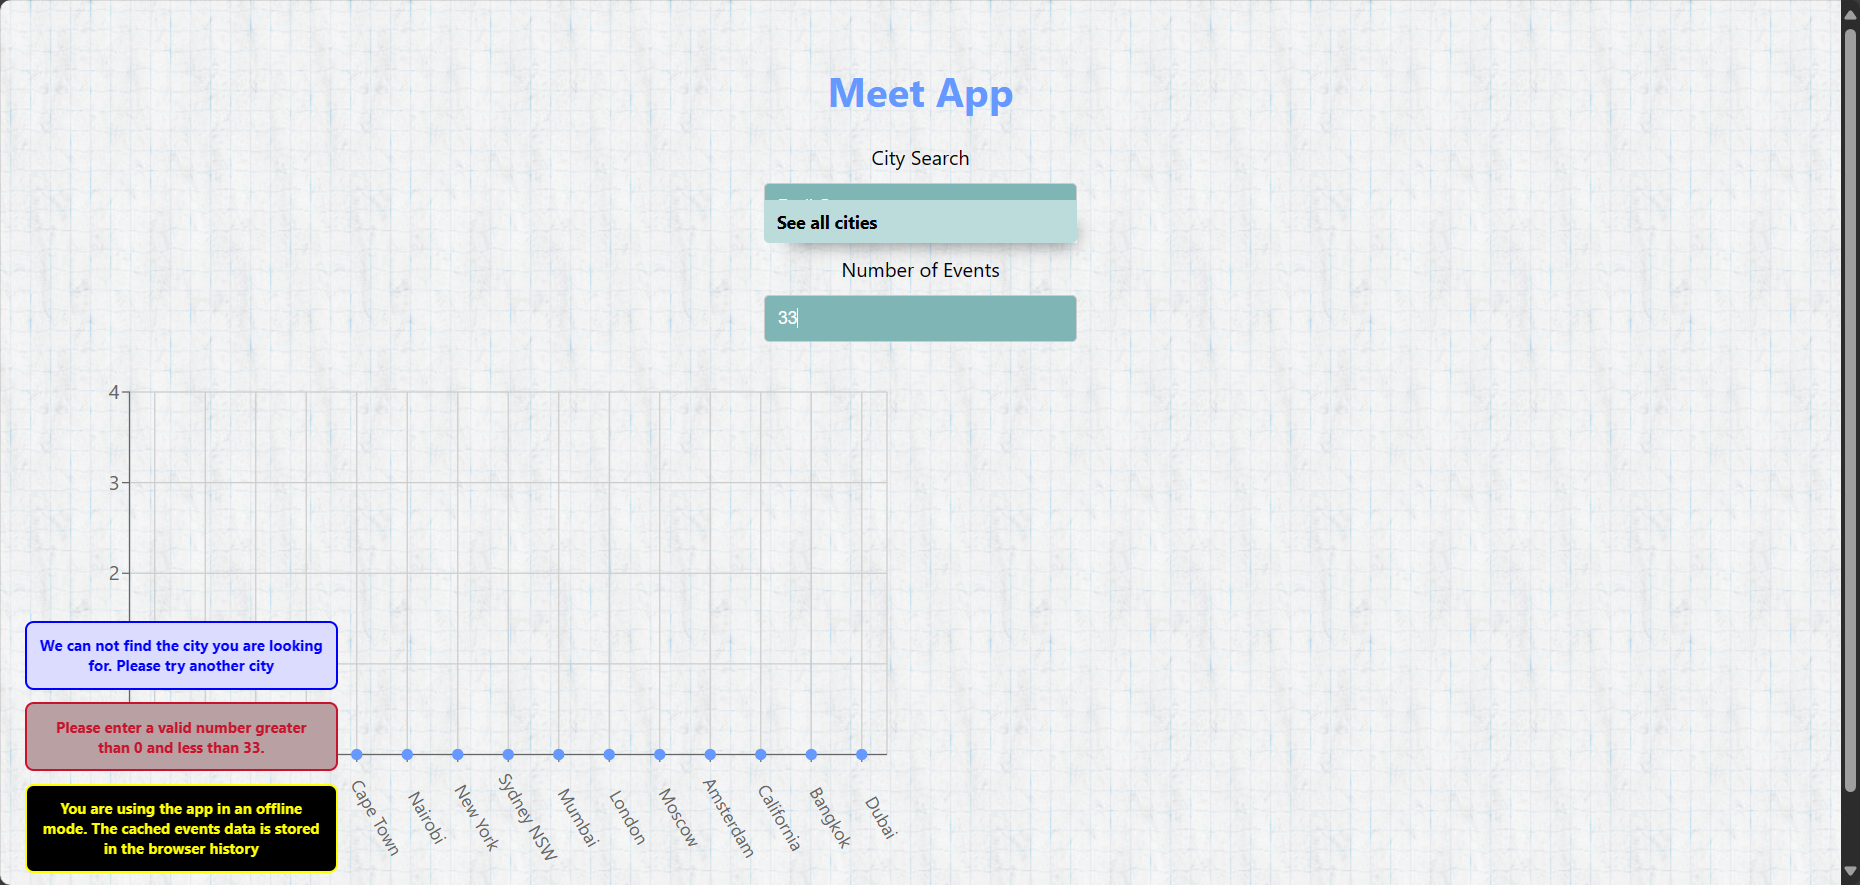 Meet App
City Search
See all cities
Number of Events
33
4
3
2
We can not find the city you are looking
for. Please try another city
Please enter a valid number greater
than 0 and less than 33.
You are using the app in an offline
mode. The cached events data is stored
in the browser history
Cape Town
Nairobi
New York
Sydney NSW
Mumbai
London
Moscow
Amsterdam
California
Bangkok
Dubai